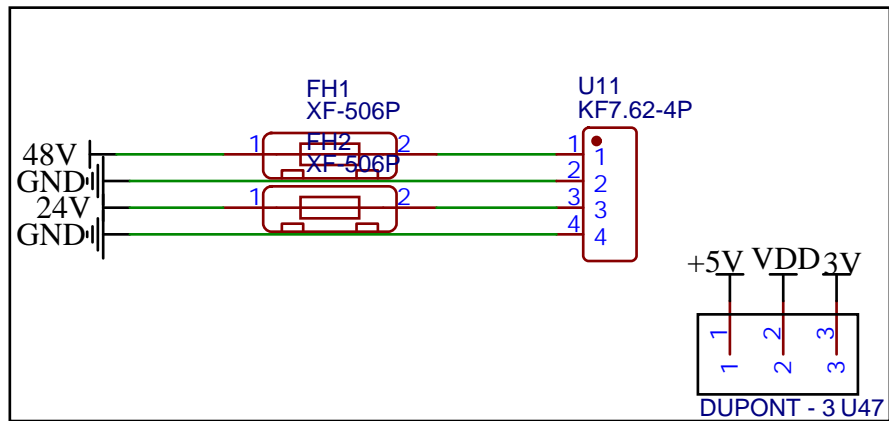 FH1
XF-506P
U11
KF7.62-4P
48V
1
FH2
2
1
1
XF-506P
GND
2
2
24V
1
2
3
3
GND
4
4
+5V
VDD
3V
1
2
3
1
2
3
DUPONT - 3 U47